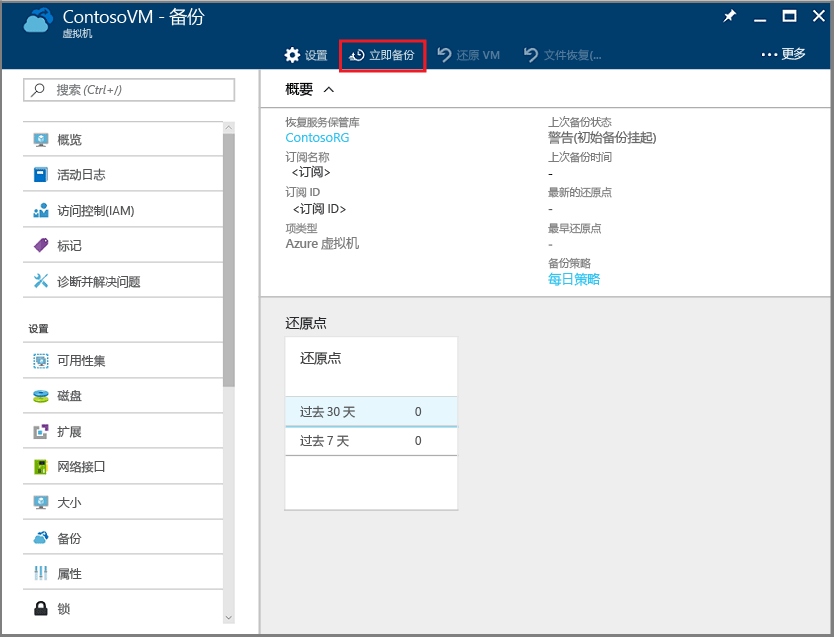 ContosoVM - 备份
虚拟机
设置
立即备份
还原 VM
文件恢复(...
更多
搜索 (Ctrl+/)
概览
活动日志
访问控制(IAM)
标记
诊断并解决问题
设置
可用性集
磁盘
扩展
网络接口
大小
备份
属性
锁
概要
恢复服务保管库
ContosoRG
订阅名称
<订阅>
订阅 ID
<订阅 ID>
项类型
Azure 虚拟机
上次备份状态
警告(初始备份挂起)
上次备份时间
-
最新的还原点
-
最早还原点
-
备份策略
每日策略
还原点
还原点
过去 30 天 0
过去 7 天 0